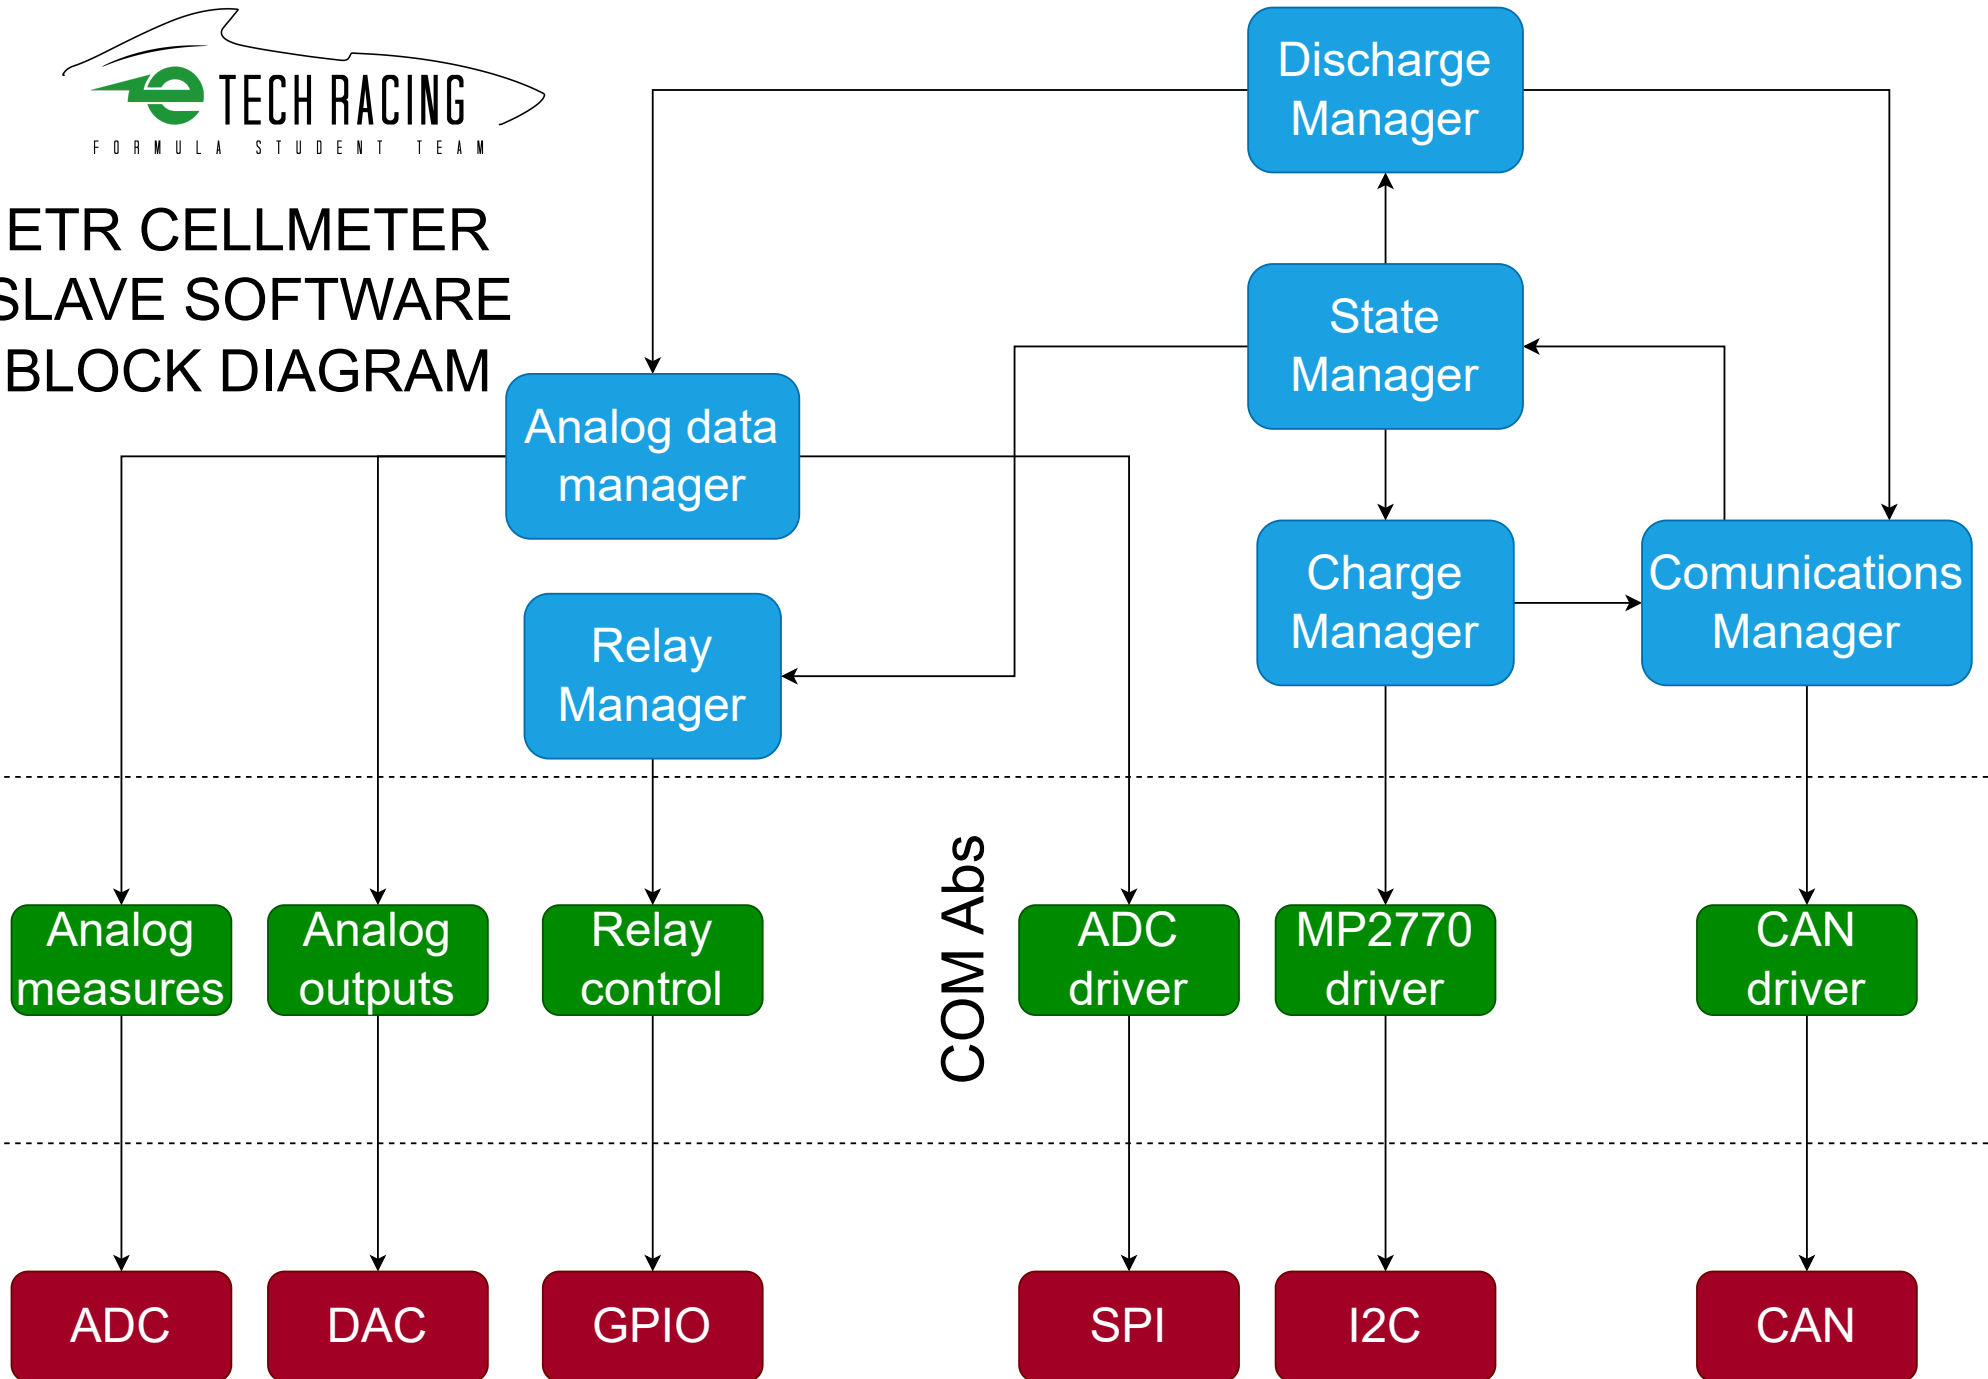 e TECH RACING
FORMULA STUDENT TEAM
ETR CELLMETER
SLAVE SOFTWARE
BLOCK DIAGRAM
Discharge
Manager
State
Manager
Analog data
manager
Charge
Manager
Comunications
Manager
Relay
Manager
COM Abs
Analog
measures
Analog
outputs
Relay
control
ADC
driver
MP2770
driver
CAN
driver
ADC
DAC
GPIO
SPI
I2C
CAN